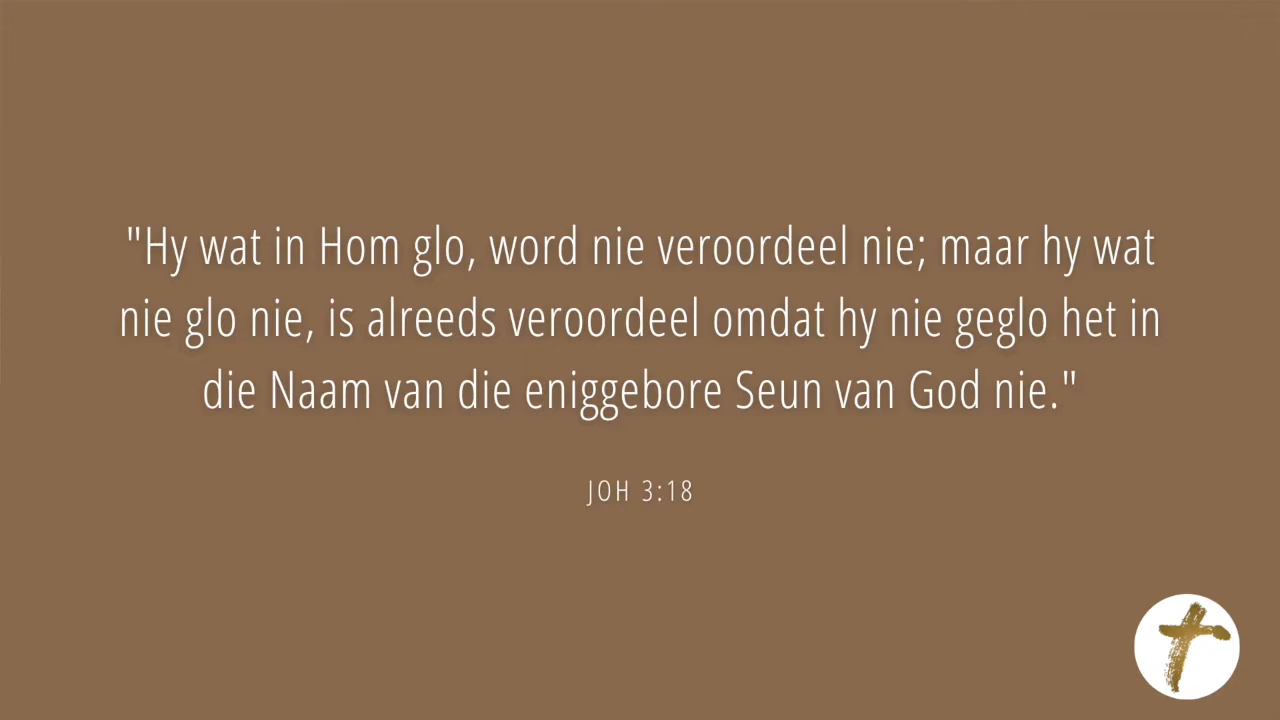 "Hy wat in Hom glo, word nie veroordeel nie; maar hy wat
nie glo nie, is alreeds veroordeel omdat hy nie geglo het in
die Naam van die eniggebore Seun van God nie."
JOH 3:18